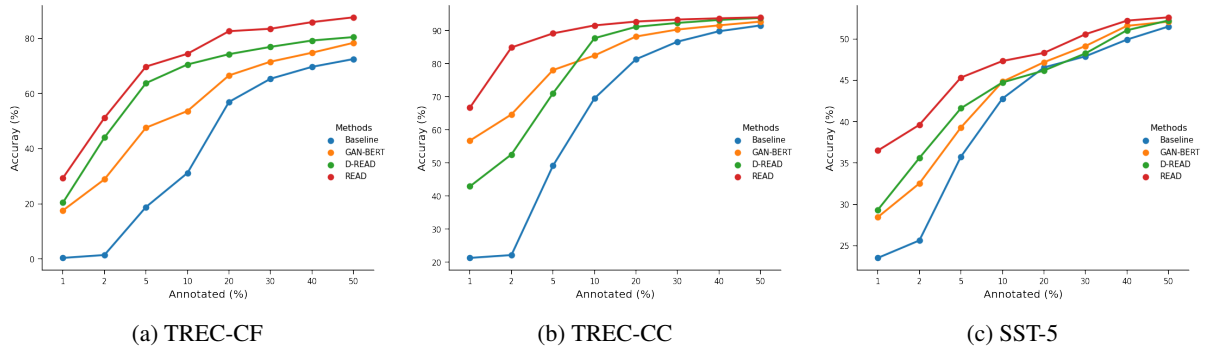 Accuray (%)
80
60
40
20
0
1 2 5 10 20 30 40 50
Annotated (%)
Methods
Baseline
GAN-BERT
D-READ
READ
(a) TREC-CF
Accuray (%)
90
80
70
60
50
40
30
20
1 2 5 10 20 30 40 50
Annotated (%)
Methods
Baseline
GAN-BERT
D-READ
READ
(b) TREC-CC
Accuray (%)
50
45
40
35
30
25
1 2 5 10 20 30 40 50
Annotated (%)
Methods
Baseline
GAN-BERT
D-READ
READ
(c) SST-5